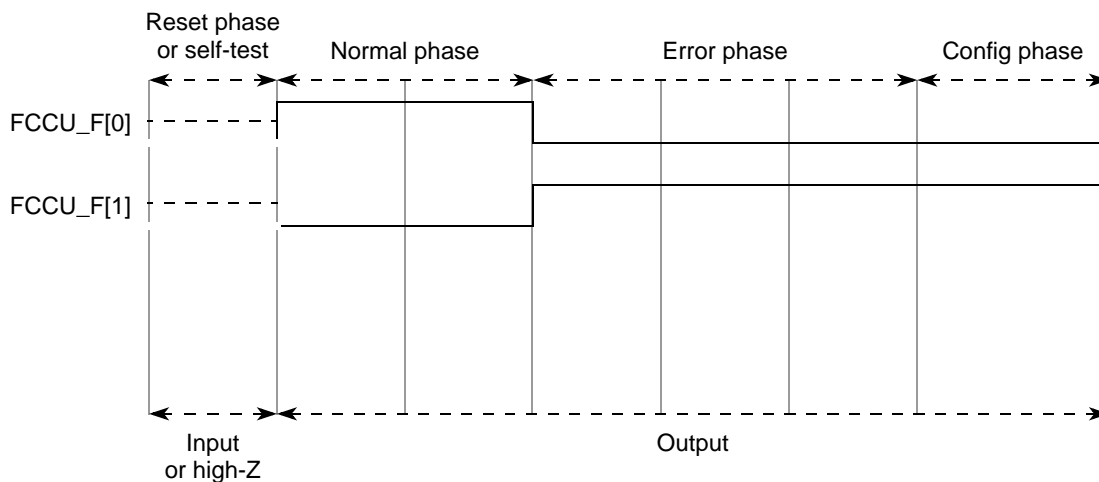 Reset phase
or self-test
Normal phase
Error phase
Config phase
FCCU_F[0]
FCCU_F[1]
Input
or high-Z
Output